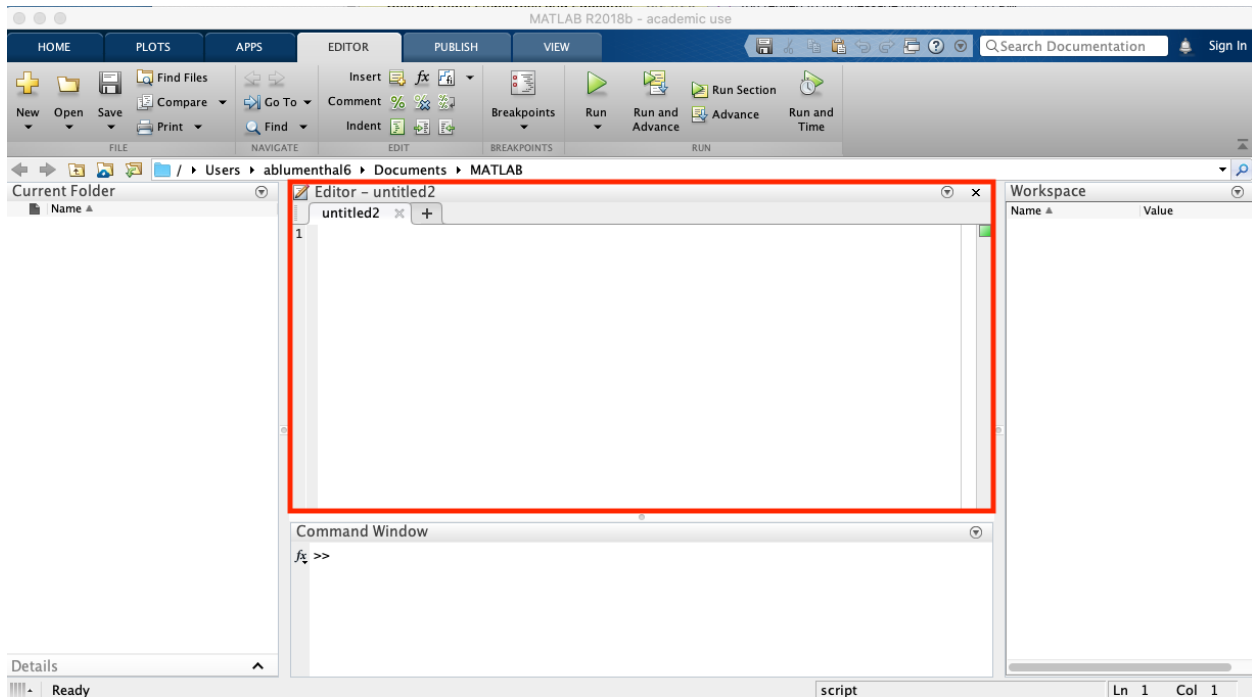 MATLAB R2018b - academic use
HOME PLOTS APPS EDITOR PUBLISH VIEW Search Documentation Sign In
Find Files Insert fx
New Open Save Compare Go To Comment Breakpoints Run Run and Advance Run Section Advance Run and Time
Print Find Indent
FILE NAVIGATE EDIT BREAKPOINTS RUN
/ Users ablumenthal6 Documents MATLAB
Current Folder
Name
Editor - untitled2
untitled2 +
1
Workspace
Name Value
Command Window
fx >>
Details
Ready script Ln 1 Col 1